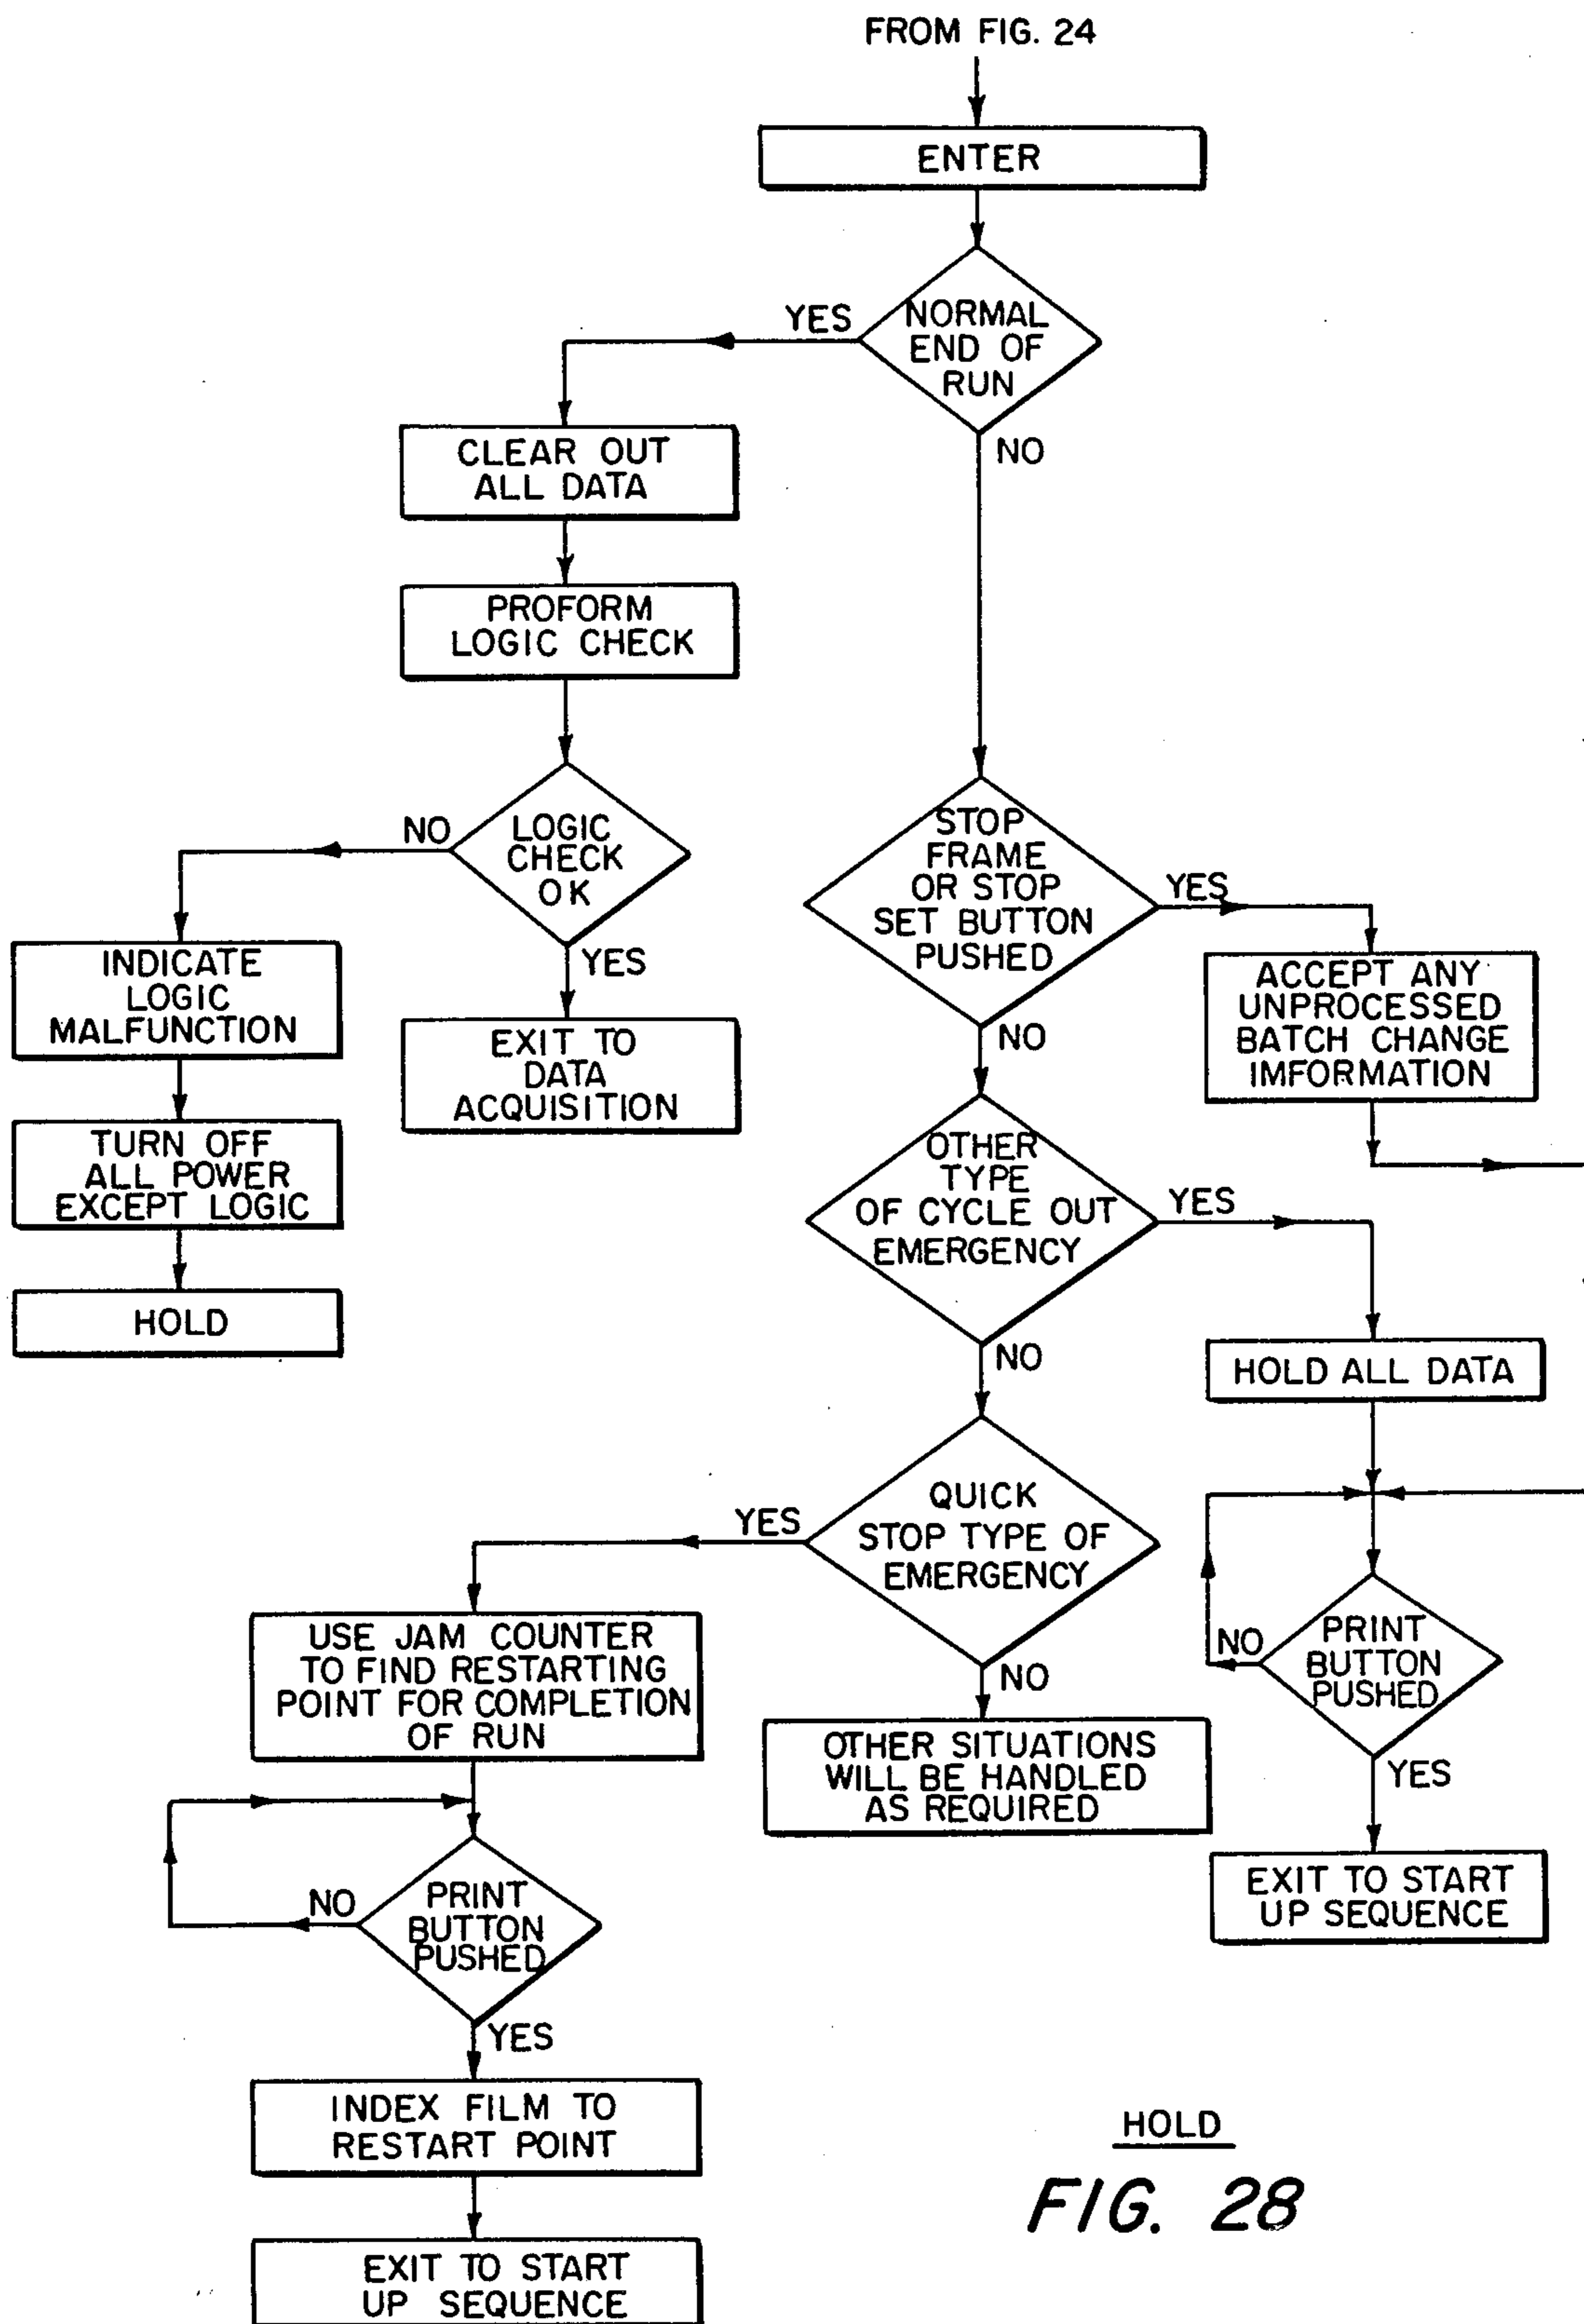 FROM FIG. 24
ENTER
NORMAL
END OF
RUN
YES
NO
CLEAR OUT
ALL DATA
PROFORM
LOGIC CHECK
LOGIC
CHECK
OK
NO
YES
INDICATE
LOGIC
MALFUNCTION
TURN OFF
ALL POWER
EXCEPT LOGIC
HOLD
EXIT TO
DATA
ACQUISITION
STOP
FRAME
OR STOP
SET BUTTON
PUSHED
YES
NO
ACCEPT ANY
UNPROCESSED
BATCH CHANGE
IMFORMATION
OTHER
TYPE
OF CYCLE OUT
EMERGENCY
YES
NO
HOLD ALL DATA
PRINT
BUTTON
PUSHED
NO
YES
EXIT TO START
UP SEQUENCE
QUICK
STOP TYPE OF
EMERGENCY
YES
NO
OTHER SITUATIONS
WILL BE HANDLED
AS REQUIRED
USE JAM COUNTER
TO FIND RESTARTING
POINT FOR COMPLETION
OF RUN
PRINT
BUTTON
PUSHED
NO
YES
INDEX FILM TO
RESTART POINT
EXIT TO START
UP SEQUENCE
HOLD
FIG. 28